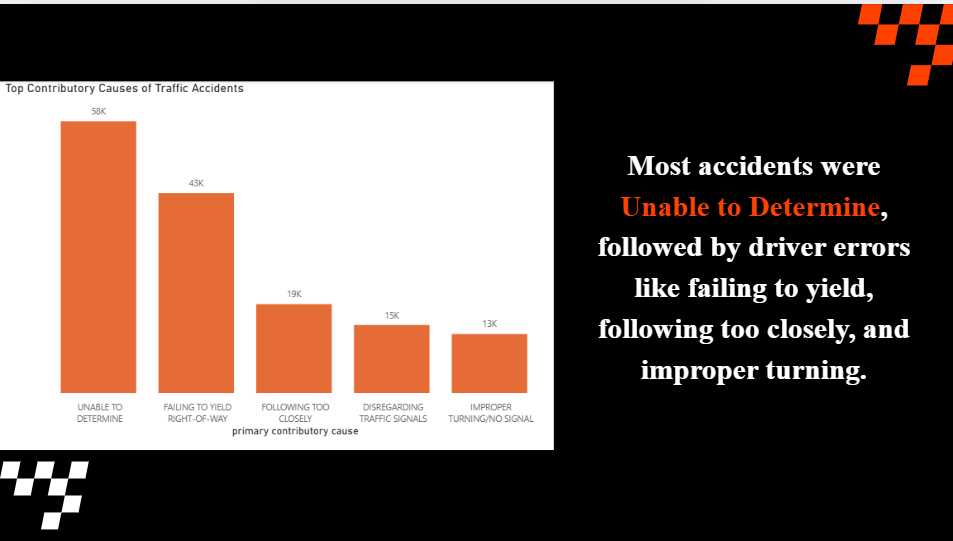 Top Contributory Causes of Traffic Accidents
58K
43K
19K
15K
13K
UNABLE TO
DETERMINE
FAILING TO YIELD
RIGHT-OF-WAY
FOLLOWING TOO
CLOSELY
DISREGARDING
TRAFFIC SIGNALS
IMPROPER
TURNING/NO SIGNAL
primary contributory cause
Most accidents were
Unable to Determine,
followed by driver errors
like failing to yield,
following too closely, and
improper turning.